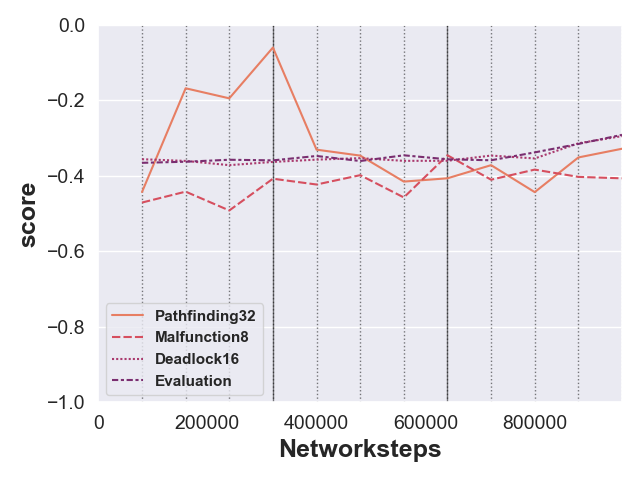 0.0
−0.2
−0.4
−0.6
−0.8
−1.0
score
Pathfinding32
Malfunction8
Deadlock16
Evaluation
0 200000 400000 600000 800000
Networksteps